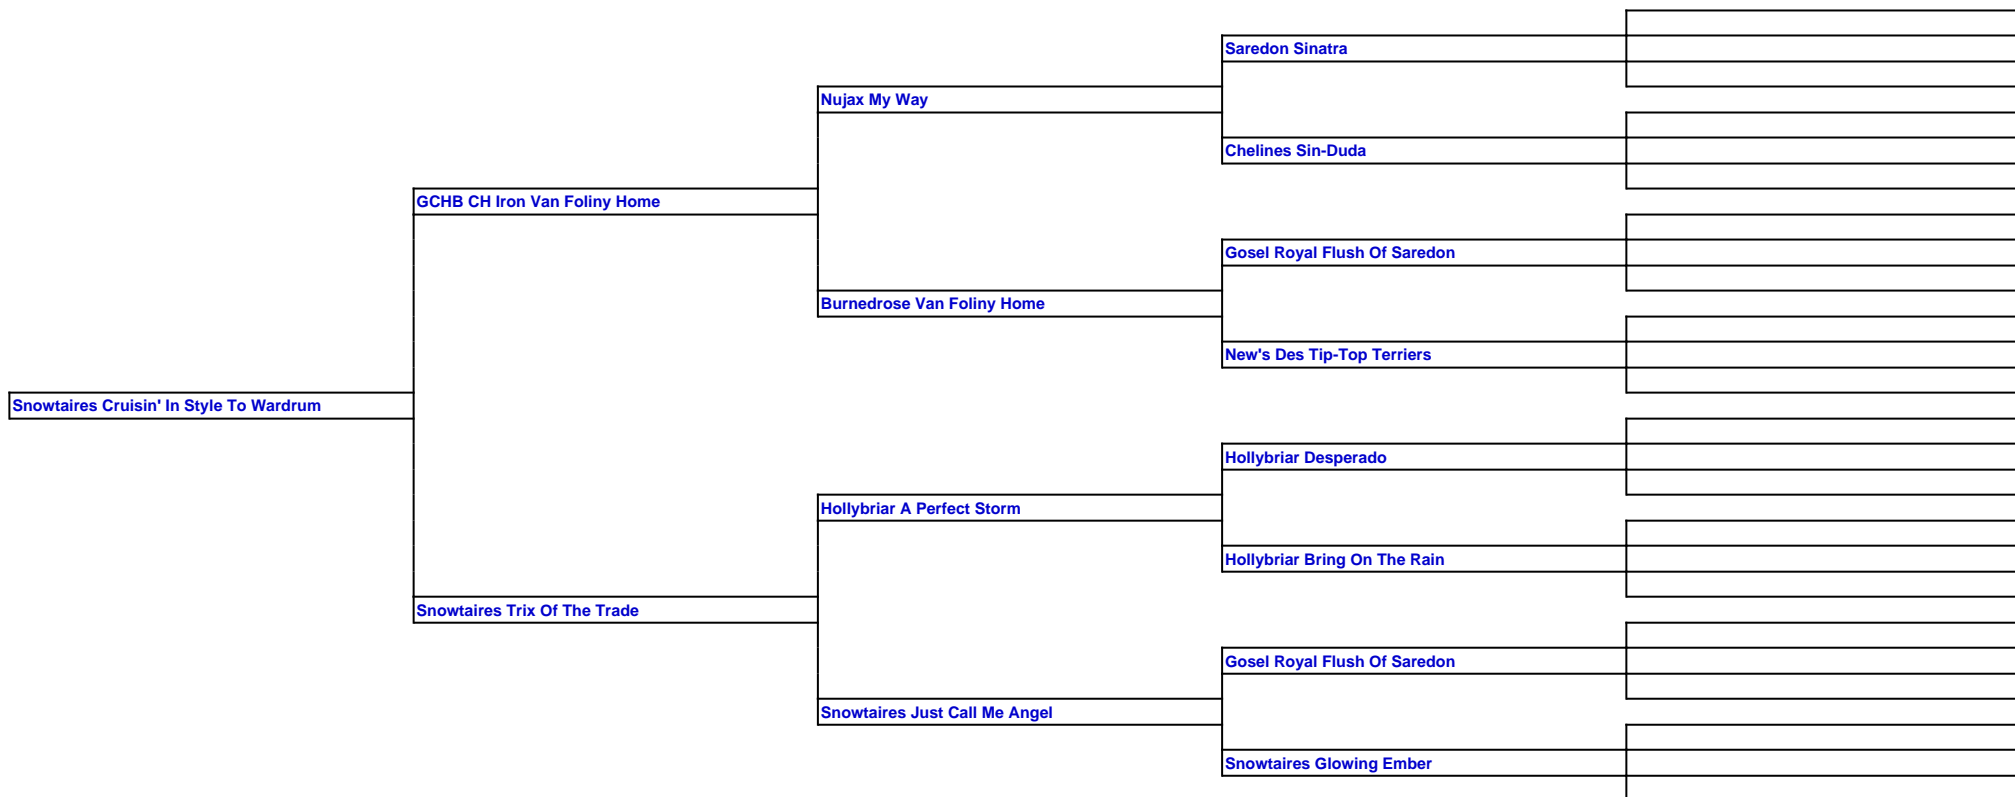 Saredon Sinatra
Nujax My Way
Chelines Sin-Duda
GCHB CH Iron Van Foliny Home
Gosel Royal Flush Of Saredon
Burnedrose Van Foliny Home
New's Des Tip-Top Terriers
Snowtaires Cruisin' In Style To Wardrum
Hollybriar Desperado
Hollybriar A Perfect Storm
Hollybriar Bring On The Rain
Snowtaires Trix Of The Trade
Gosel Royal Flush Of Saredon
Snowtaires Just Call Me Angel
Snowtaires Glowing Ember